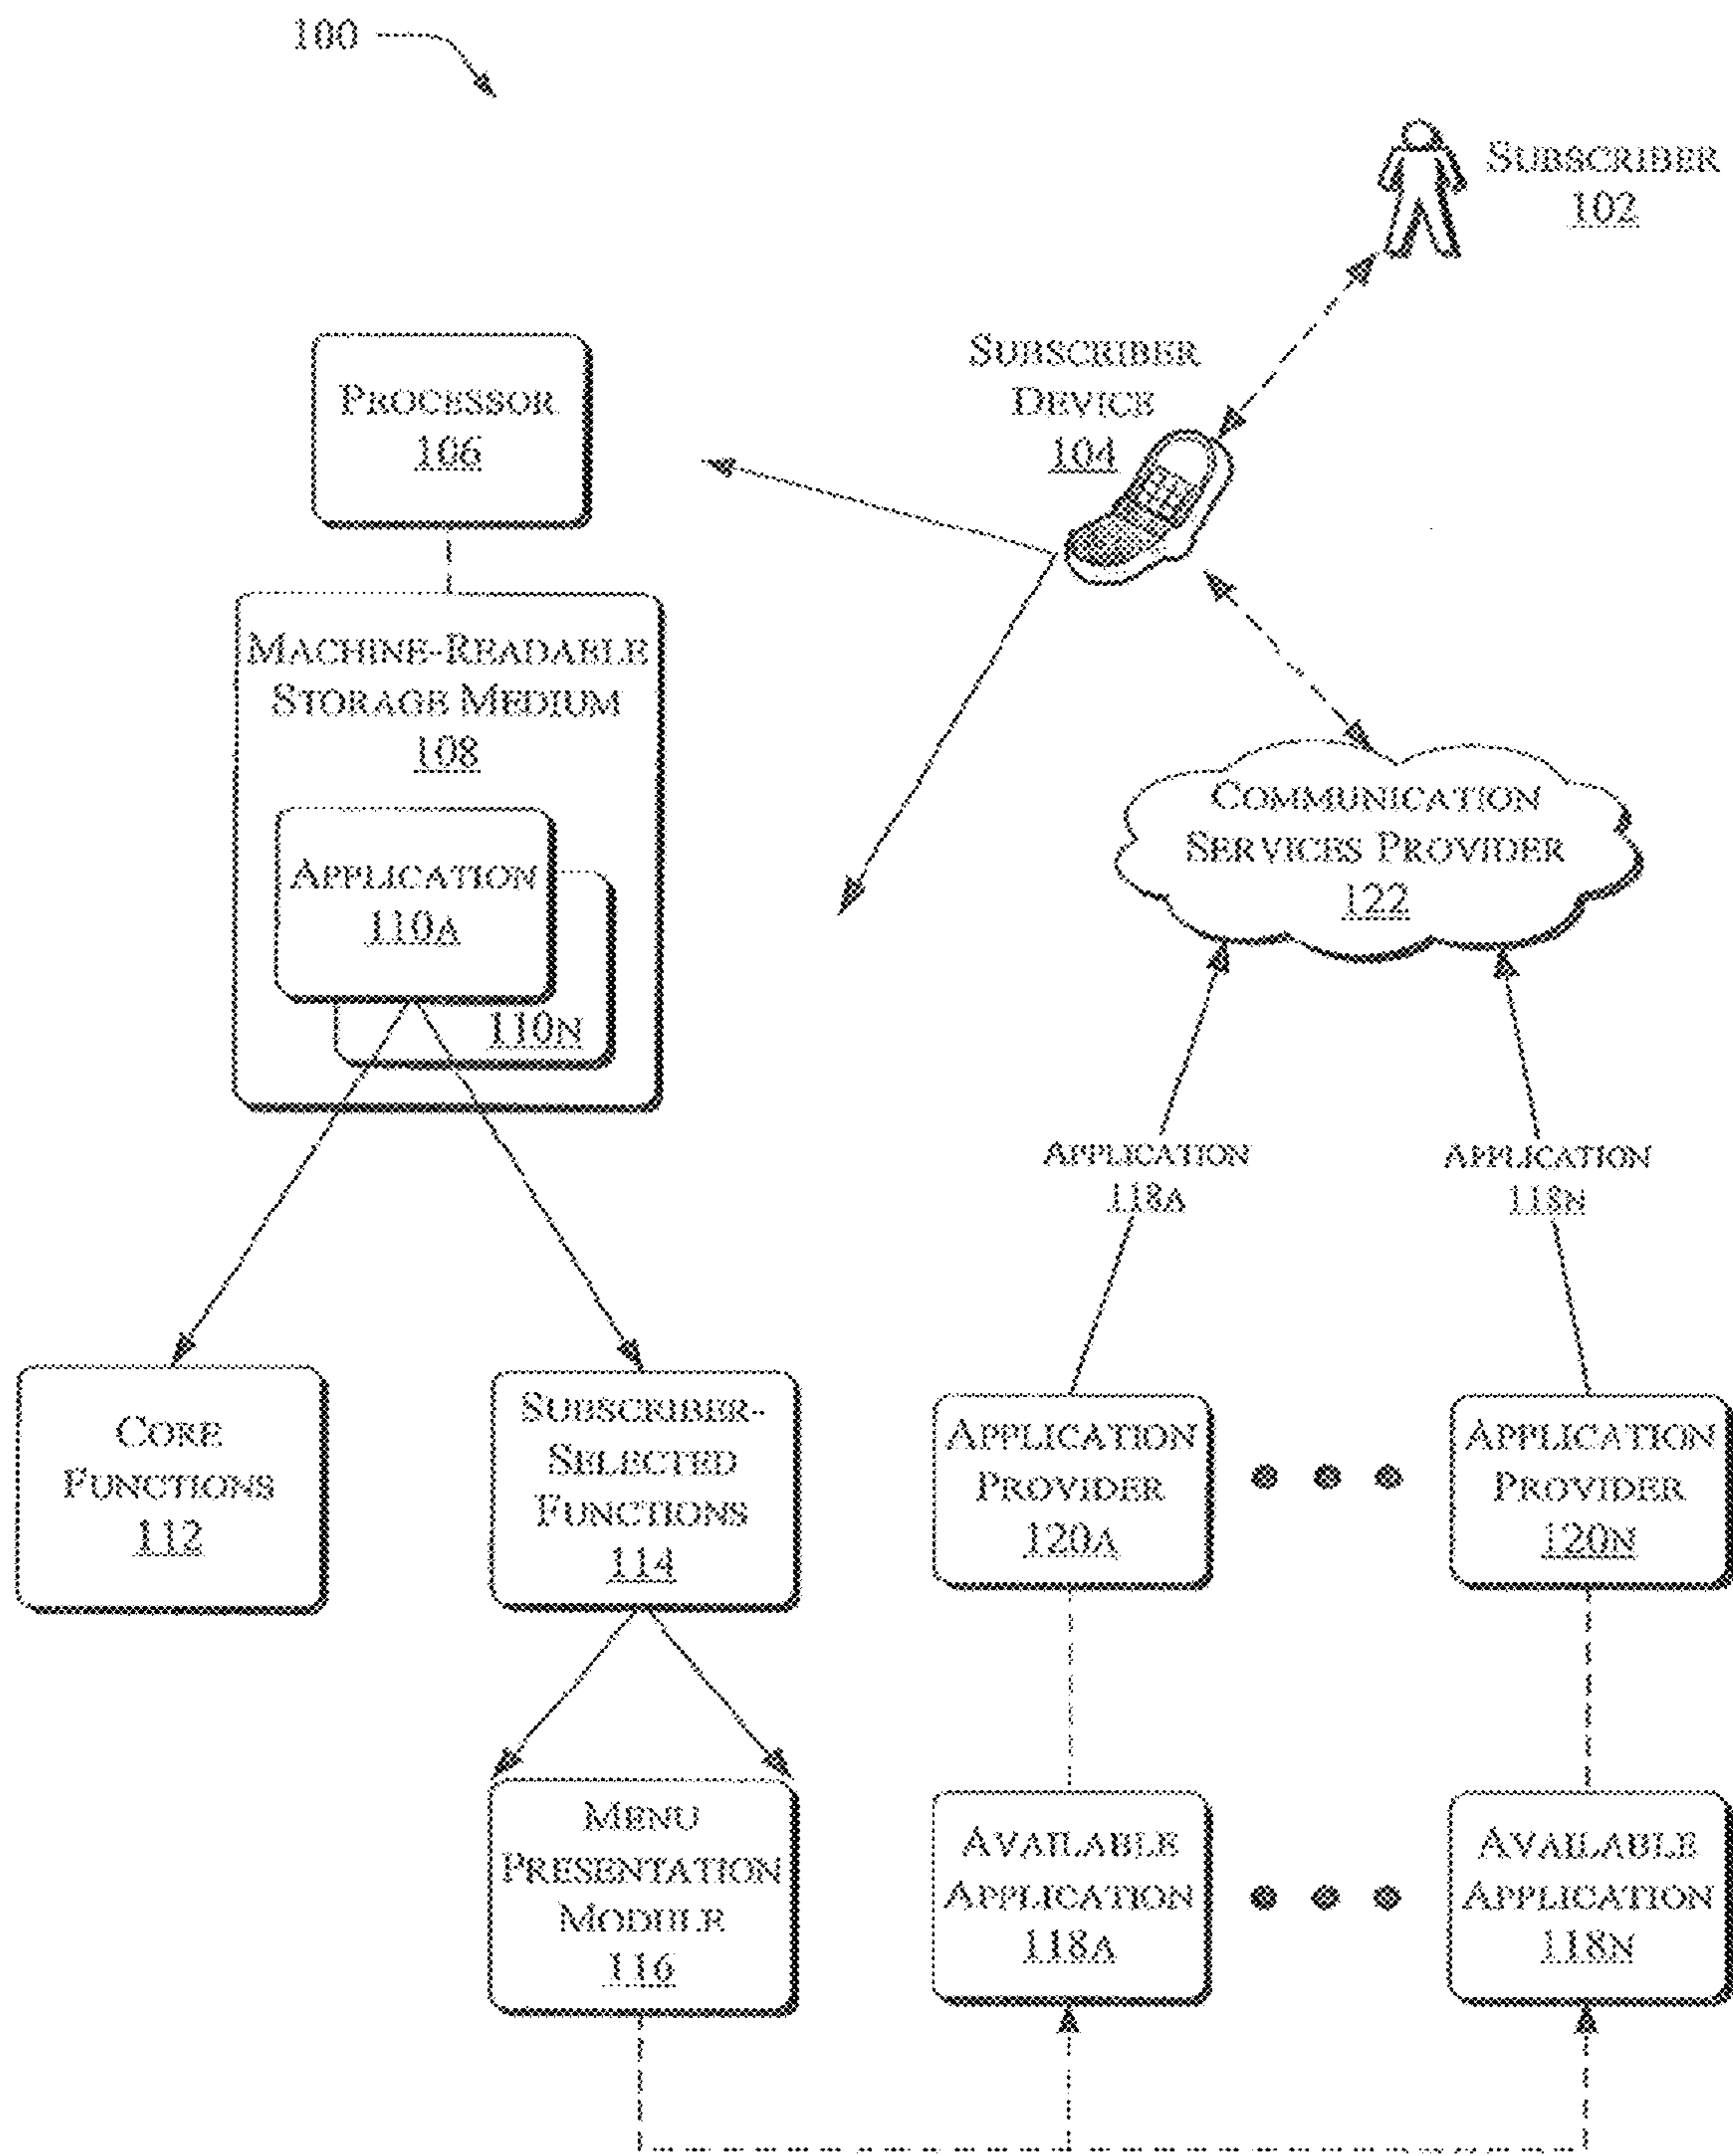 100
SUBSCRIBER
102
SUBSCRIBER
DEVICE
104
PROCESSOR
106
MACHINE-READABLE
STORAGE MEDIUM
108
APPLICATION
110A
110N
COMMUNICATION
SERVICES PROVIDER
122
APPLICATION
118A
APPLICATION
118N
CORE
FUNCTIONS
112
SUBSCRIBER-
SELECTED
FUNCTIONS
114
APPLICATION
PROVIDER
120A
APPLICATION
PROVIDER
120N
MENU
PRESENTATION
MODULE
116
AVAILABLE
APPLICATION
118A
AVAILABLE
APPLICATION
118N